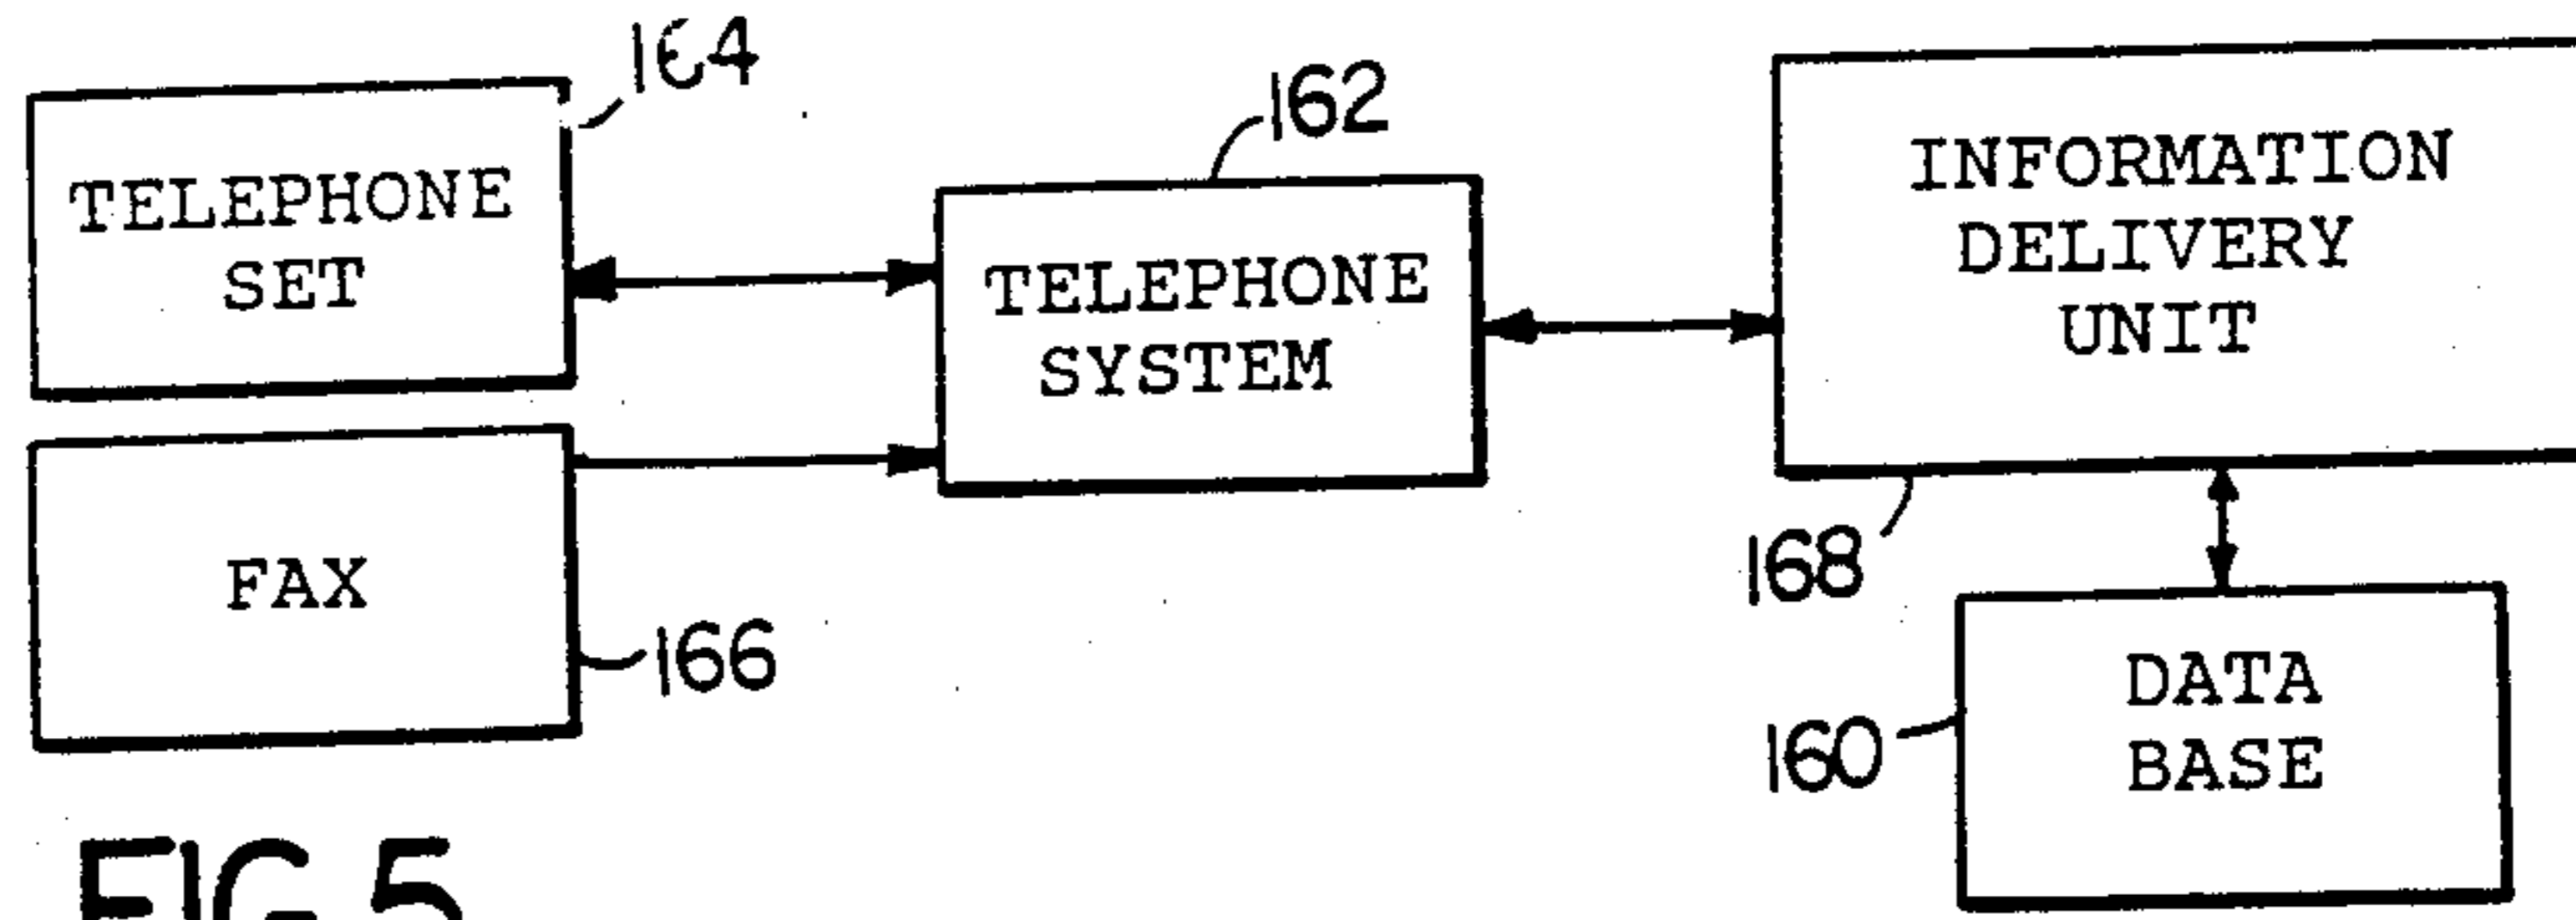 164
TELEPHONE
SET
162
TELEPHONE
SYSTEM
INFORMATION
DELIVERY
UNIT
168
FAX
166
160
DATA
BASE
FIG.5